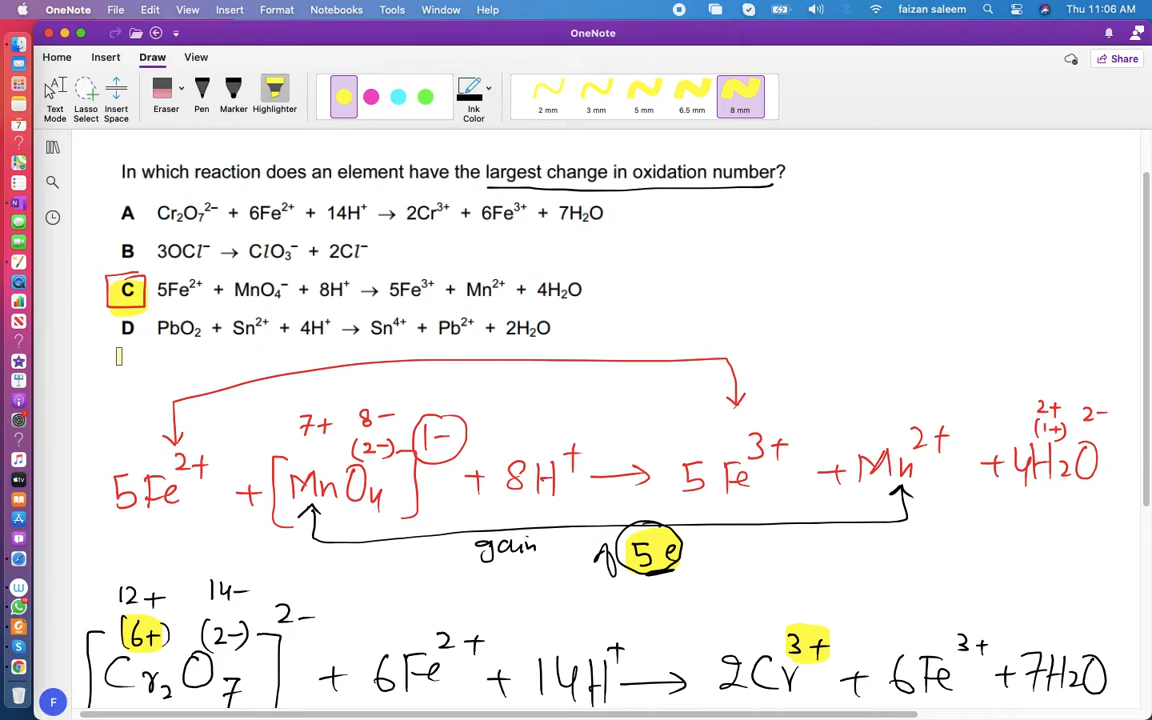 OneNote File Edit View Insert Format Notebooks Tools Window Help faizan saleem Thu 11:06 AM
OneNote
Home Insert Draw View Share
Text Mode Lasso Select Insert Space Eraser Pen Marker Highlighter Ink Color 2 mm 3 mm 5 mm 6.5 mm 8 mm
In which reaction does an element have the largest change in oxidation number?
A Cr₂O₇²⁻ + 6Fe²⁺ + 14H⁺ → 2Cr³⁺ + 6Fe³⁺ + 7H₂O
B 3OCl⁻ → ClO₃⁻ + 2Cl⁻
C 5Fe²⁺ + MnO₄⁻ + 8H⁺ → 5Fe³⁺ + Mn²⁺ + 4H₂O
D PbO₂ + Sn²⁺ + 4H⁺ → Sn⁴⁺ + Pb²⁺ + 2H₂O
7+ 8- 2+ 2-
(2-) 1- (1+)
5Fe²⁺ + [MnO₄] + 8H⁺ → 5Fe³⁺ + Mn²⁺ + 4H₂O
gain of 5e
12+ 14-
(6+) (2-) 2-
[Cr₂O₇ + 6Fe²⁺ + 14H⁺ → 2Cr³⁺ + 6Fe³⁺ + 7H₂O
F